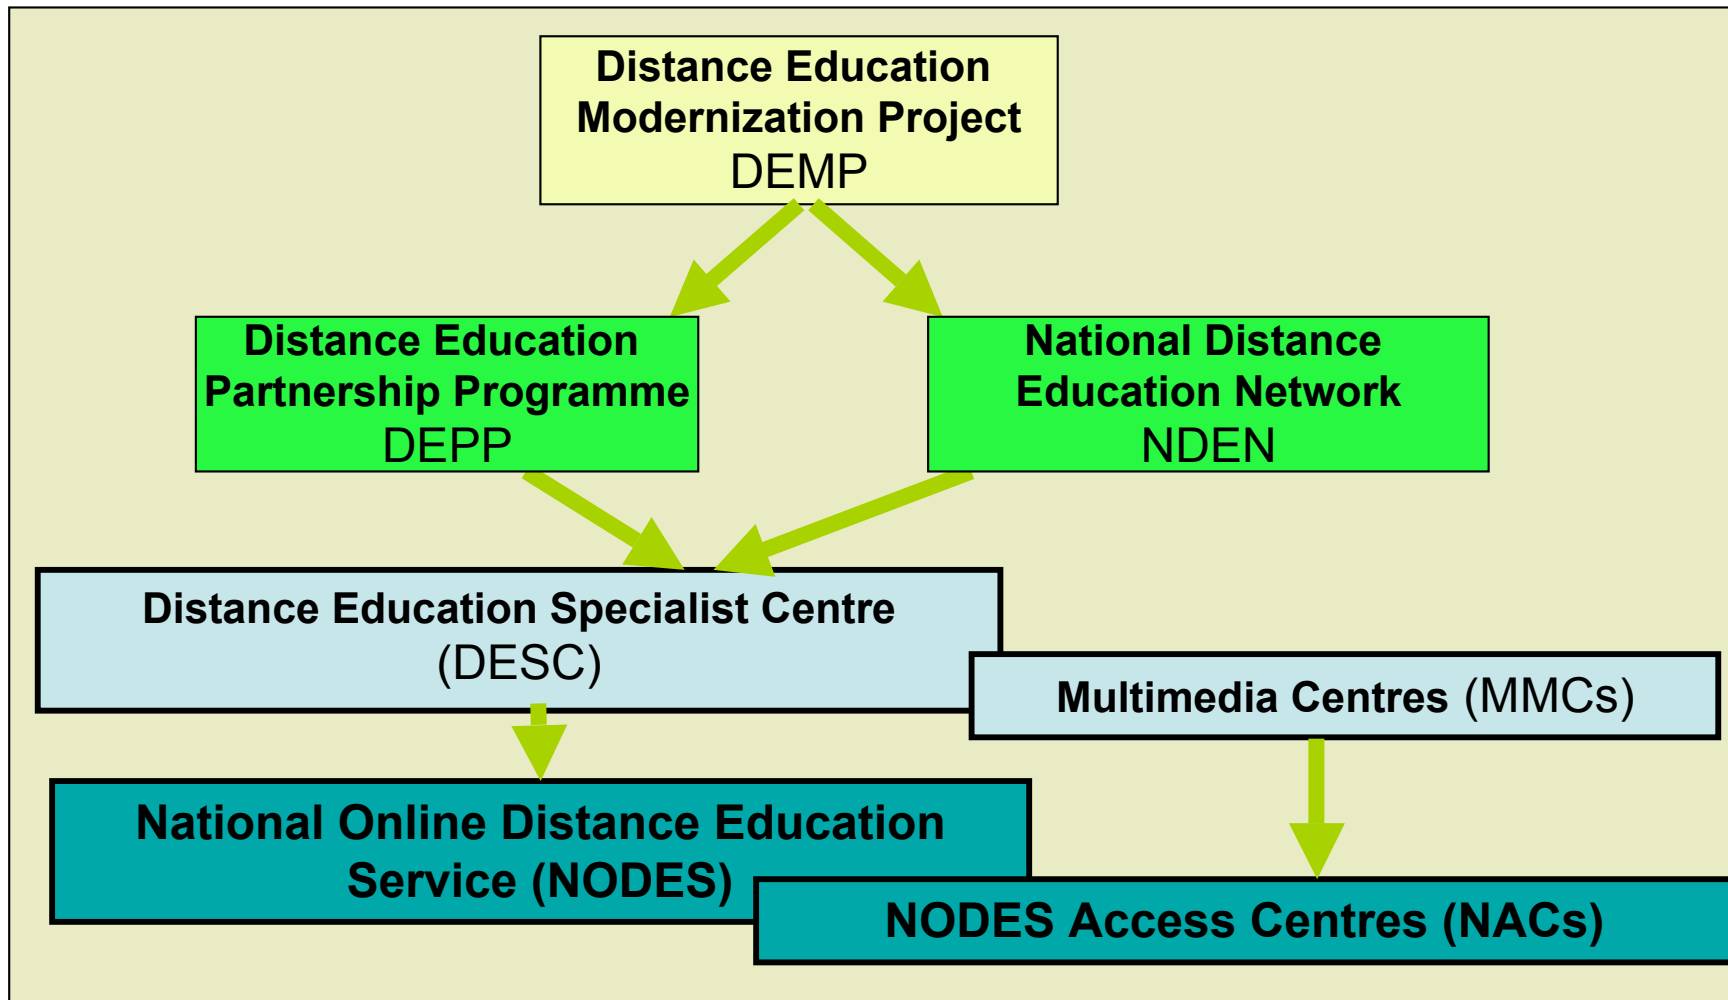 Distance Education
Modernization Project
DEMP
Distance Education
Partnership Programme
DEPP
National Distance
Education Network
NDEN
Distance Education Specialist Centre
(DESC)
Multimedia Centres (MMCs)
National Online Distance Education
Service (NODES)
NODES Access Centres (NACs)